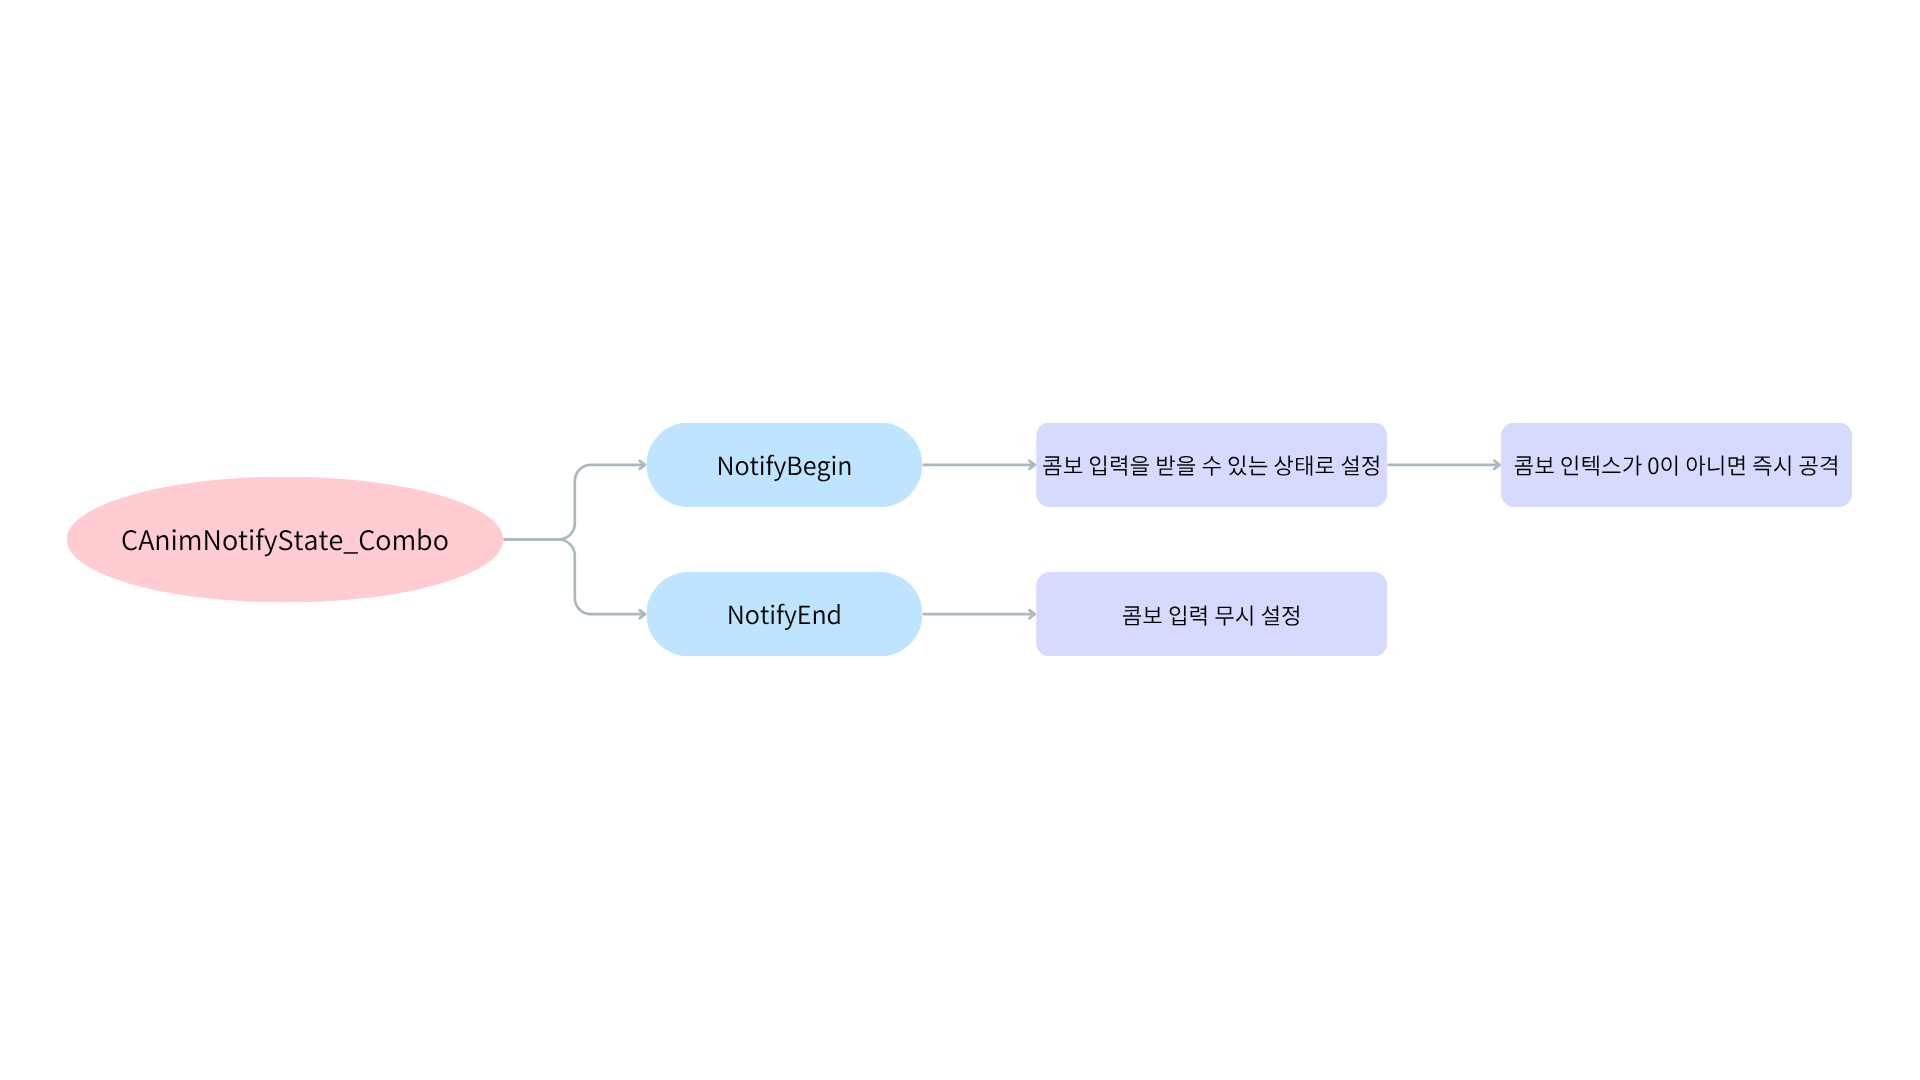 CAnimNotifyState_Combo
NotifyBegin
콤보 입력을 받을 수 있는 상태로 설정
콤보 인텍스가 0이 아니면 즉시 공격
NotifyEnd
콤보 입력 무시 설정